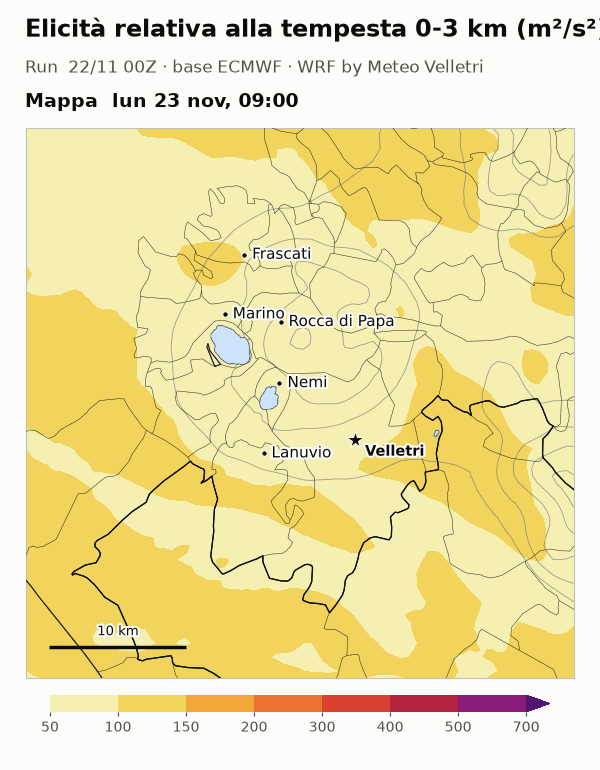 Elicità relativa alla tempesta 0-3 km (m²/s²)
Run  22/11 00Z · base ECMWF · WRF by Meteo Velletri
Mappa  lun 23 nov, 09:00
Frascati
Marino
Rocca di Papa
Nemi
Velletri
Lanuvio
10 km
50 100 150 200 300 400 500 700